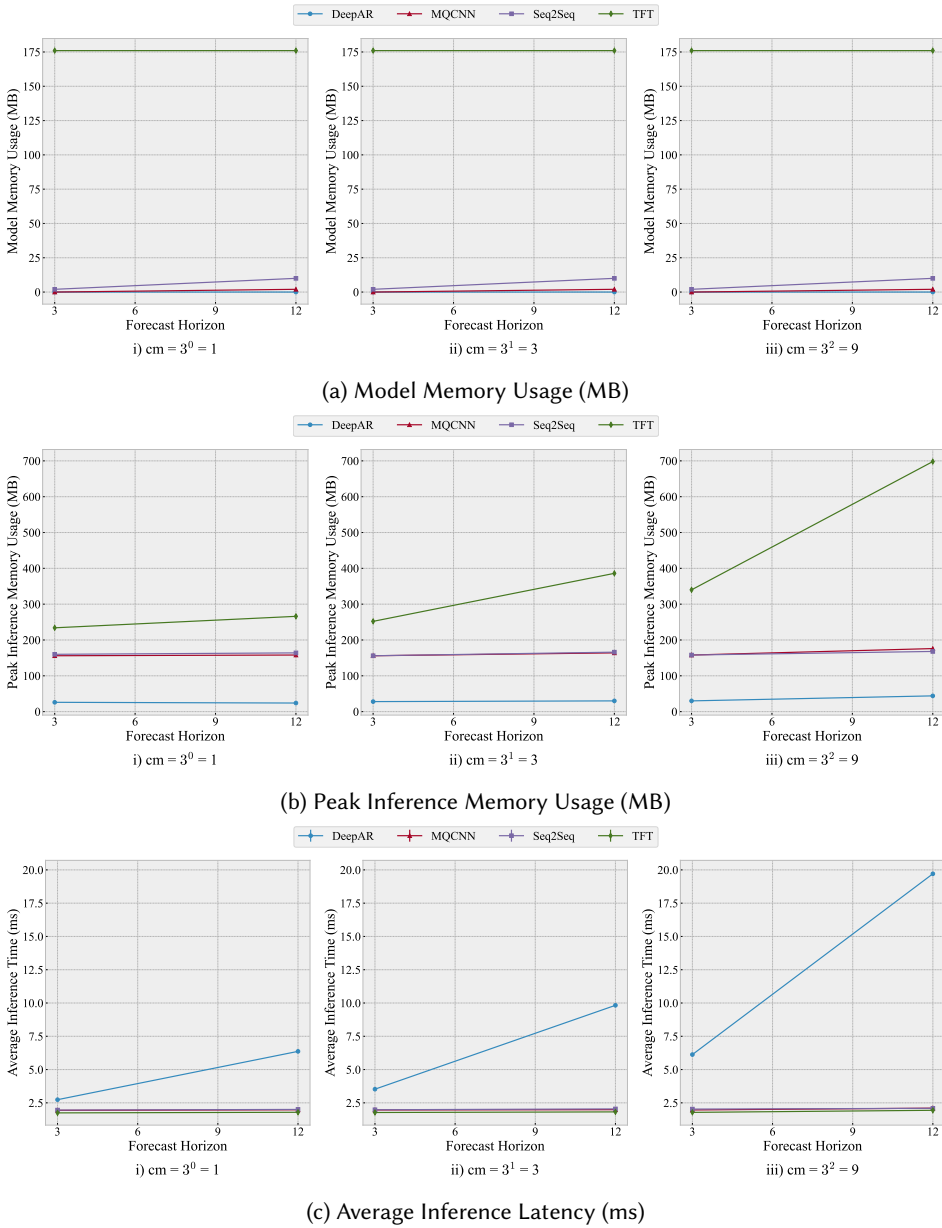 DeepAR MQCNN Seq2Seq TFT
Model Memory Usage (MB)
175
150
125
100
75
50
25
0
3 6 9 12
Forecast Horizon
i) cm = 3⁰ = 1
Model Memory Usage (MB)
175
150
125
100
75
50
25
0
3 6 9 12
Forecast Horizon
ii) cm = 3¹ = 3
Model Memory Usage (MB)
175
150
125
100
75
50
25
0
3 6 9 12
Forecast Horizon
iii) cm = 3² = 9
(a) Model Memory Usage (MB)
DeepAR MQCNN Seq2Seq TFT
Peak Inference Memory Usage (MB)
700
600
500
400
300
200
100
0
3 6 9 12
Forecast Horizon
i) cm = 3⁰ = 1
Peak Inference Memory Usage (MB)
700
600
500
400
300
200
100
0
3 6 9 12
Forecast Horizon
ii) cm = 3¹ = 3
Peak Inference Memory Usage (MB)
700
600
500
400
300
200
100
0
3 6 9 12
Forecast Horizon
iii) cm = 3² = 9
(b) Peak Inference Memory Usage (MB)
DeepAR MQCNN Seq2Seq TFT
Average Inference Time (ms)
20.0
17.5
15.0
12.5
10.0
7.5
5.0
2.5
3 6 9 12
Forecast Horizon
i) cm = 3⁰ = 1
Average Inference Time (ms)
20.0
17.5
15.0
12.5
10.0
7.5
5.0
2.5
3 6 9 12
Forecast Horizon
ii) cm = 3¹ = 3
Average Inference Time (ms)
20.0
17.5
15.0
12.5
10.0
7.5
5.0
2.5
3 6 9 12
Forecast Horizon
iii) cm = 3² = 9
(c) Average Inference Latency (ms)